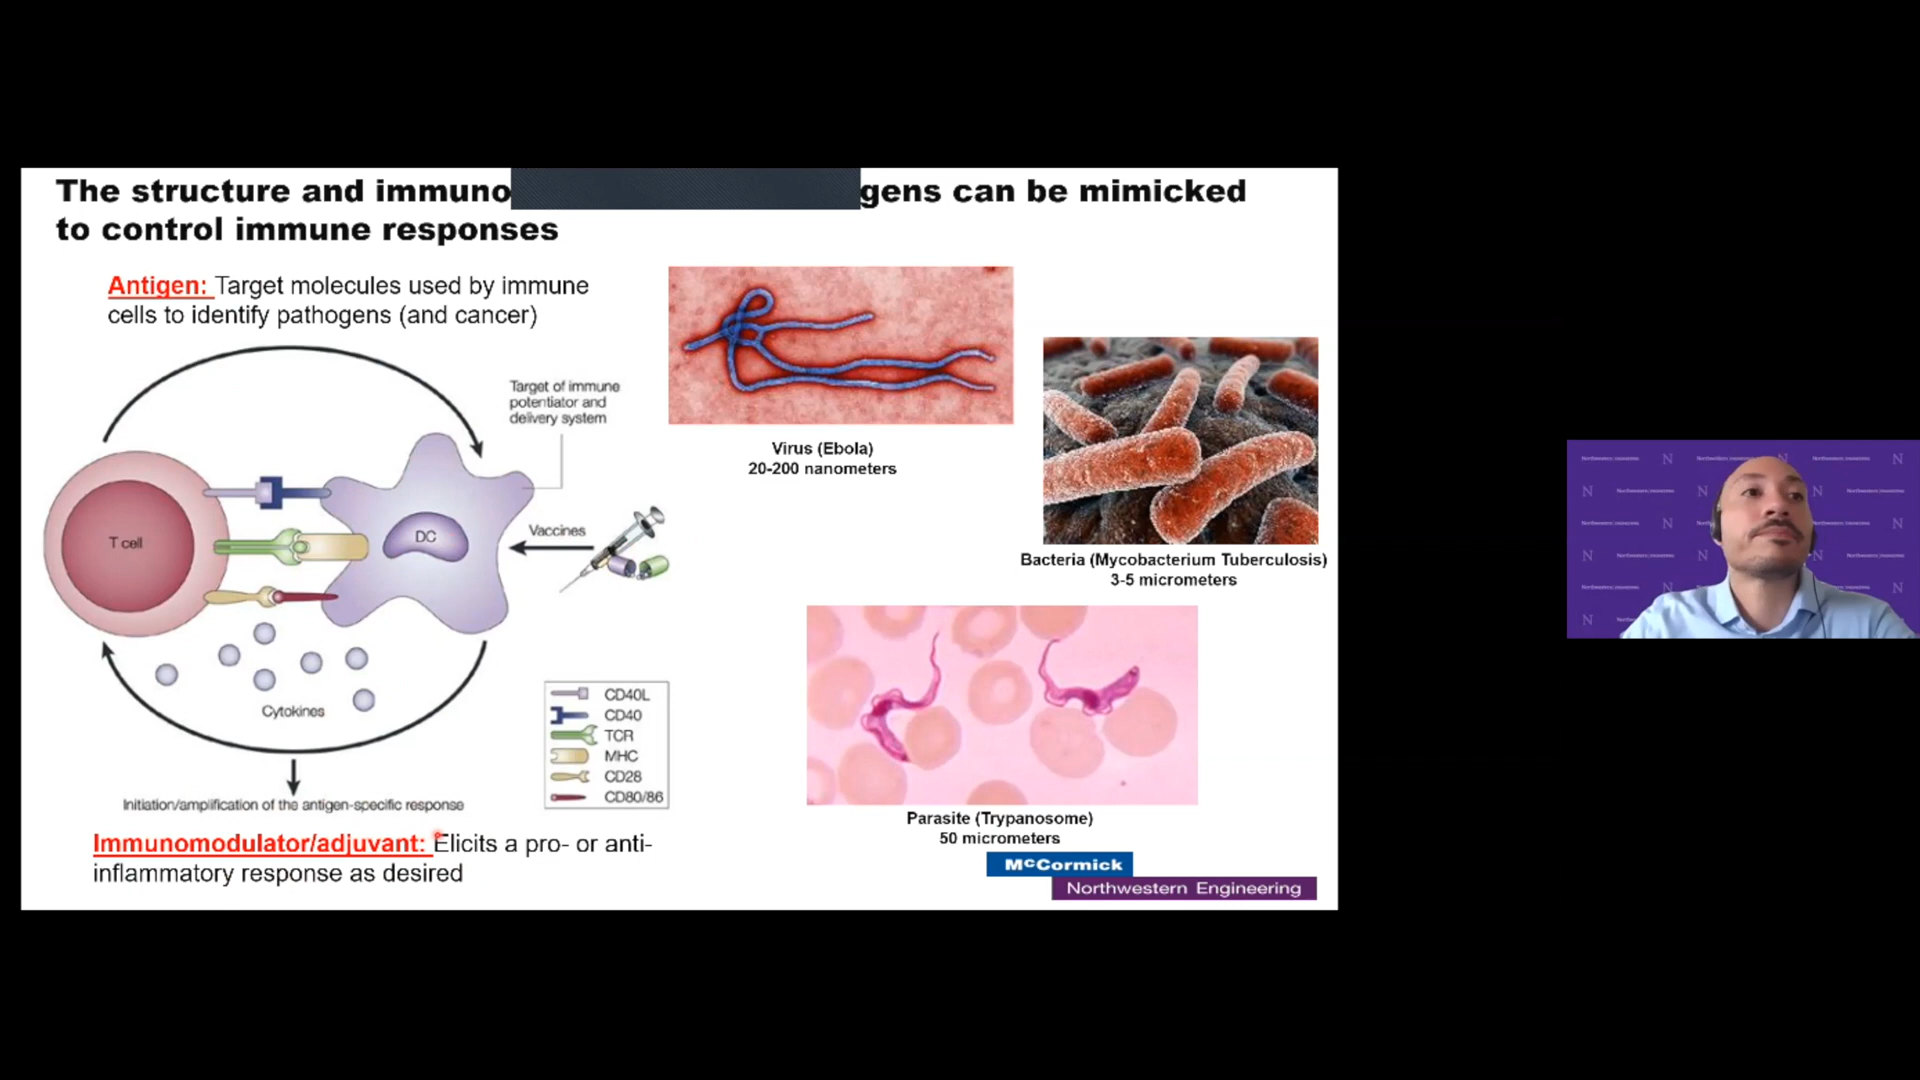 The structure and immuno gens can be mimicked
to control immune responses
Antigen: Target molecules used by immune
cells to identify pathogens (and cancer)
Target of immune
potentiator and
delivery system
T cell
DC
Vaccines
Cytokines
CD40L
CD40
TCR
MHC
CD28
CD80/86
Initiation/amplification of the antigen-specific response
Immunomodulator/adjuvant: Elicits a pro- or anti-
inflammatory response as desired
Virus (Ebola)
20-200 nanometers
Bacteria (Mycobacterium Tuberculosis)
3-5 micrometers
Parasite (Trypanosome)
50 micrometers
McCormick
Northwestern Engineering